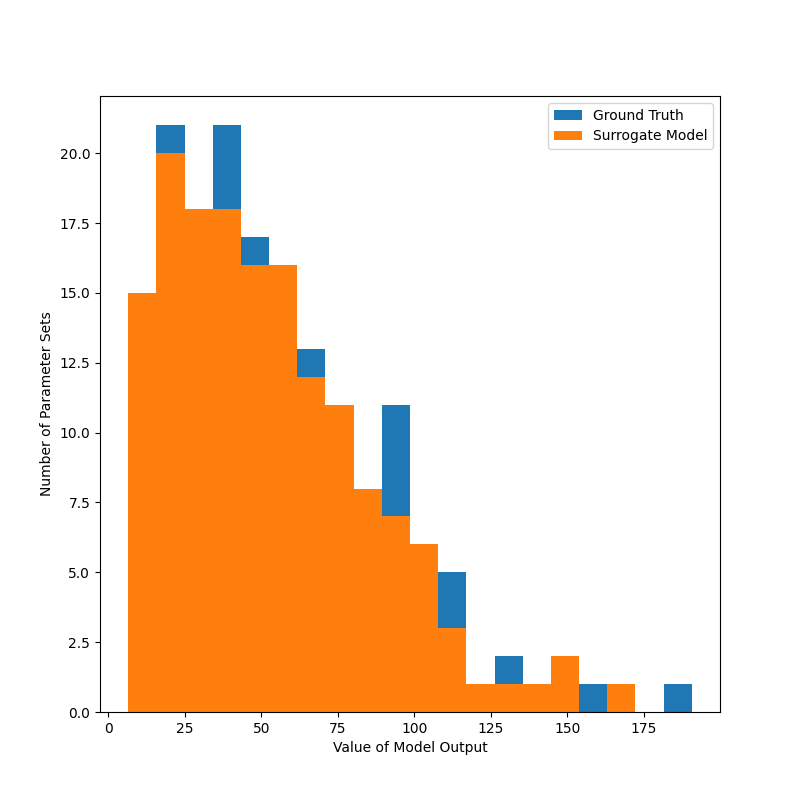 Ground Truth
Surrogate Model
20.0
17.5
15.0
12.5
10.0
7.5
5.0
2.5
0.0
Number of Parameter Sets
0 25 50 75 100 125 150 175
Value of Model Output